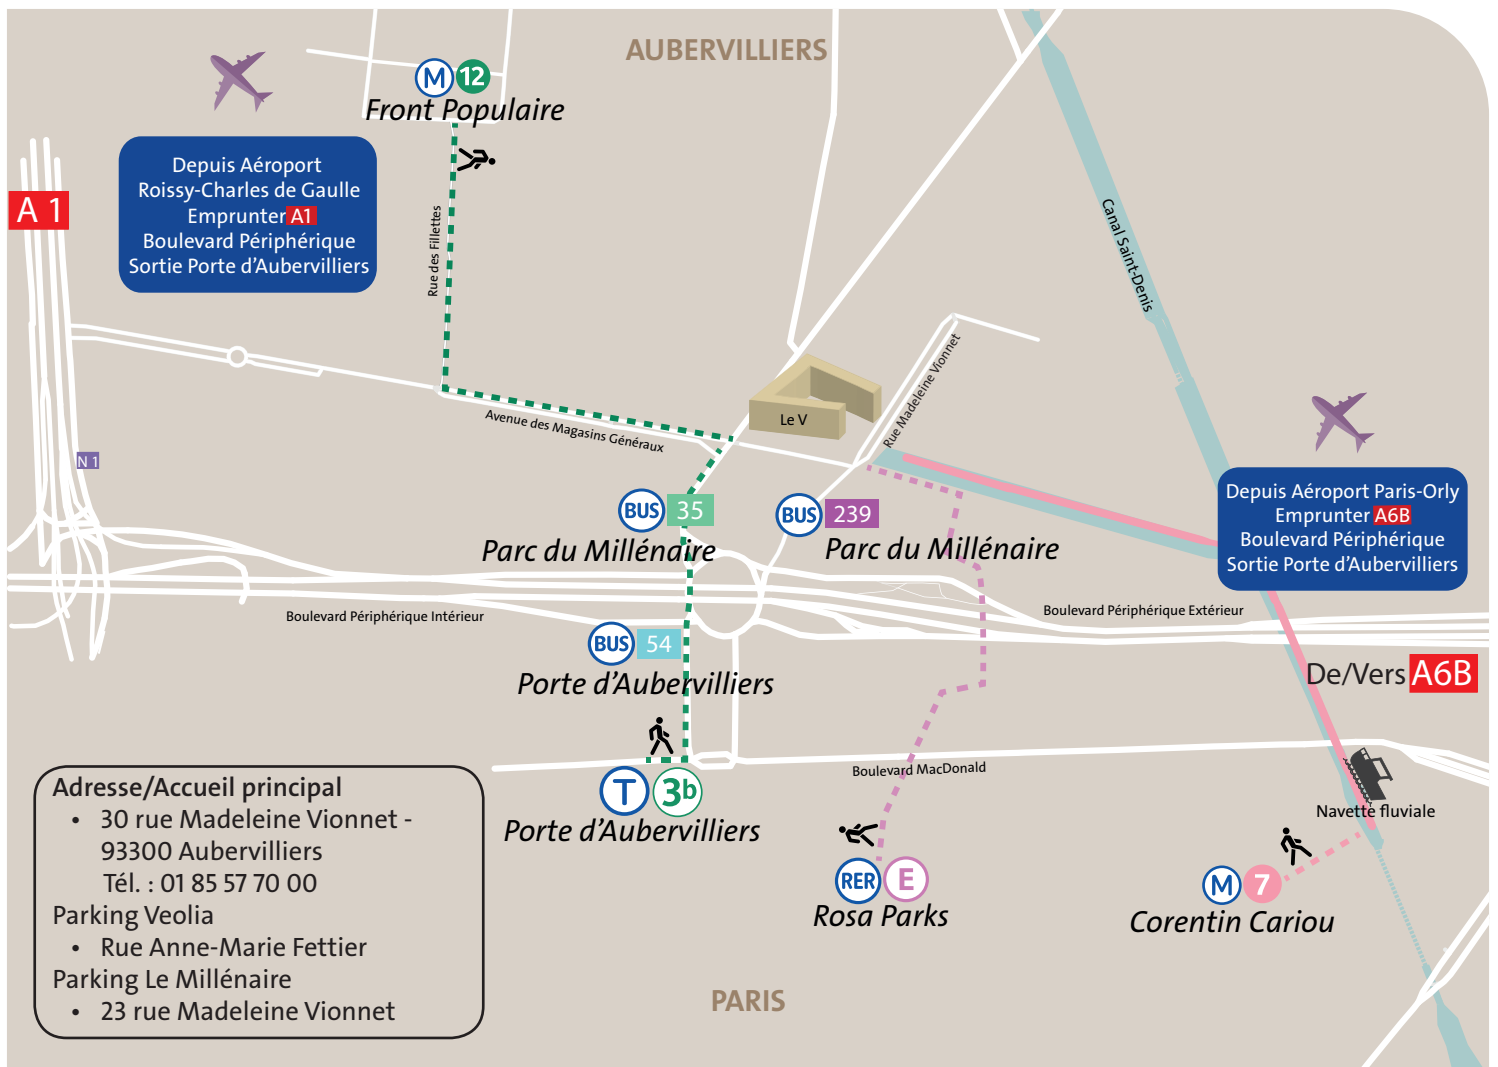 AUBERVILLIERS
M 12
Front Populaire
Depuis Aéroport
Roissy-Charles de Gaulle
Emprunter A1
Boulevard Périphérique
Sortie Porte d'Aubervilliers
A 1
Rue des Fillettes
Canal Saint-Denis
Rue Madeleine Vionnet
Le V
Avenue des Magasins Généraux
N 1
BUS 35
Parc du Millénaire
BUS 239
Parc du Millénaire
Depuis Aéroport Paris-Orly
Emprunter A6B
Boulevard Périphérique
Sortie Porte d'Aubervilliers
Boulevard Périphérique Intérieur
Boulevard Périphérique Extérieur
BUS 54
Porte d'Aubervilliers
De/Vers A6B
Boulevard MacDonald
T 3b
Porte d'Aubervilliers
Navette fluviale
RER E
Rosa Parks
M 7
Corentin Cariou
Adresse/Accueil principal
• 30 rue Madeleine Vionnet -
93300 Aubervilliers
Tél. : 01 85 57 70 00
Parking Veolia
• Rue Anne-Marie Fettier
Parking Le Millénaire
• 23 rue Madeleine Vionnet
PARIS